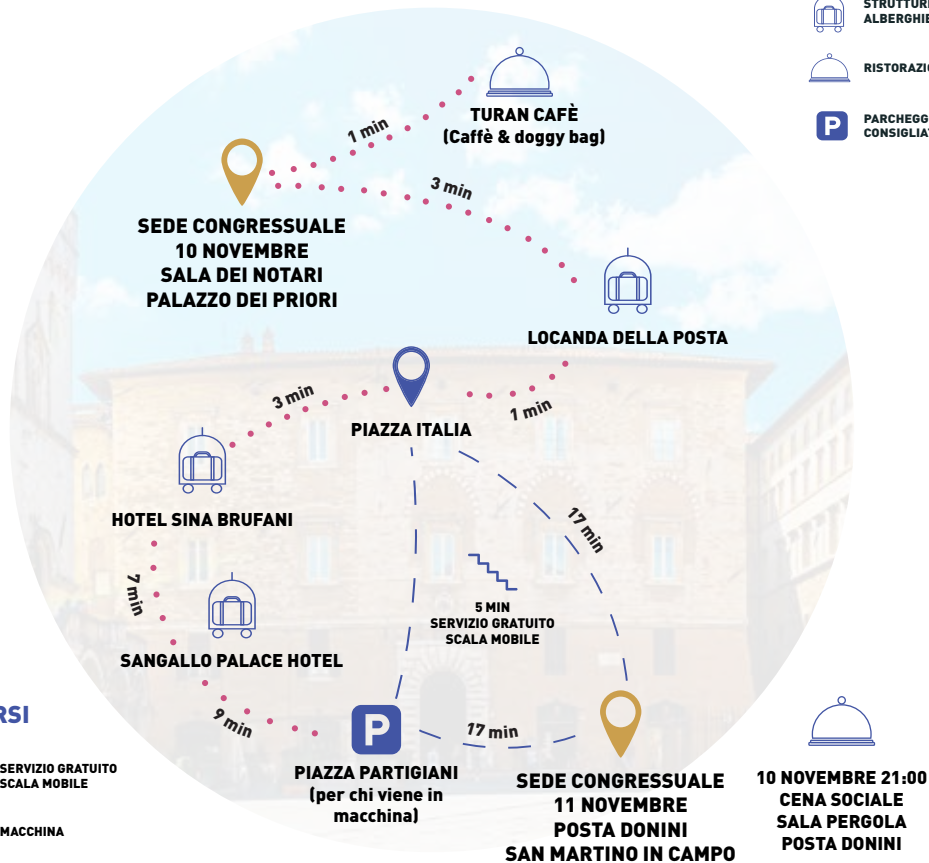 STRUTTUR
ALBERGHI
RISTORAZI
P
PARCHEGG
CONSIGLIAT
TURAN CAFÈ
(Caffè & doggy bag)
1 min
3 min
SEDE CONGRESSUALE
10 NOVEMBRE
SALA DEI NOTARI
PALAZZO DEI PRIORI
LOCANDA DELLA POSTA
3 min
1 min
PIAZZA ITALIA
HOTEL SINA BRUFANI
17 min
7 min
5 MIN
SERVIZIO GRATUITO
SCALA MOBILE
SANGALLO PALACE HOTEL
9 min
P
17 min
PIAZZA PARTIGIANI
(per chi viene in
macchina)
SEDE CONGRESSUALE
11 NOVEMBRE
POSTA DONINI
SAN MARTINO IN CAMPO
10 NOVEMBRE 21:00
CENA SOCIALE
SALA PERGOLA
POSTA DONINI
RSI
SERVIZIO GRATUITO
SCALA MOBILE
MACCHINA